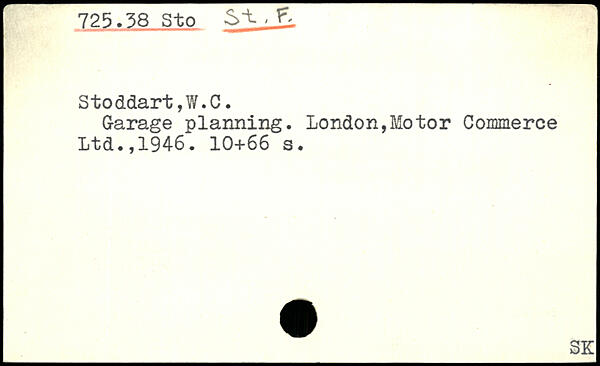 725.38 Sto St. F.
Stoddart,W.C.
Garage planning. London,Motor Commerce
Ltd.,1946. 10+66 s.
SK